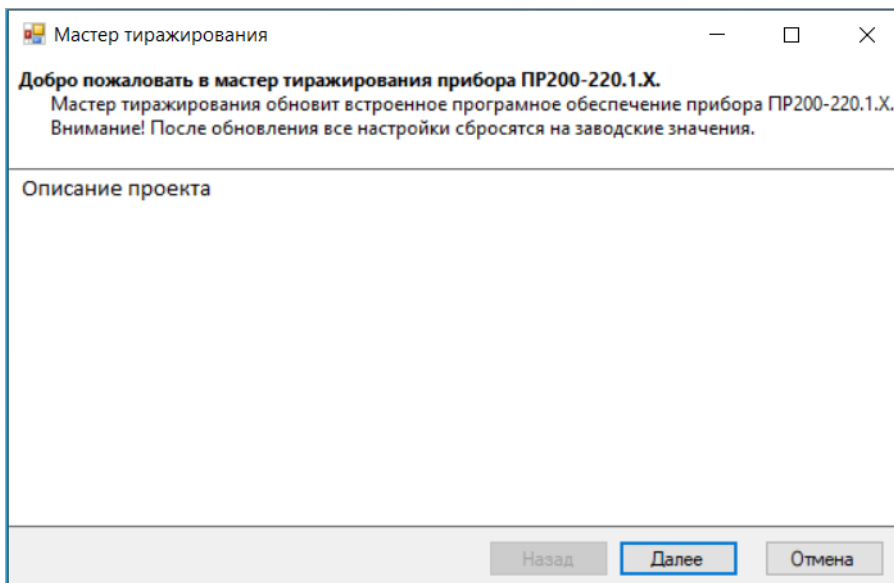 Мастер тиражирования
Добро пожаловать в мастер тиражирования прибора ПР200-220.1.X.
Мастер тиражирования обновит встроенное програмное обеспечение прибора ПР200-220.1.X.
Внимание! После обновления все настройки сбросятся на заводские значения.
Описание проекта
Назад Далее Отмена